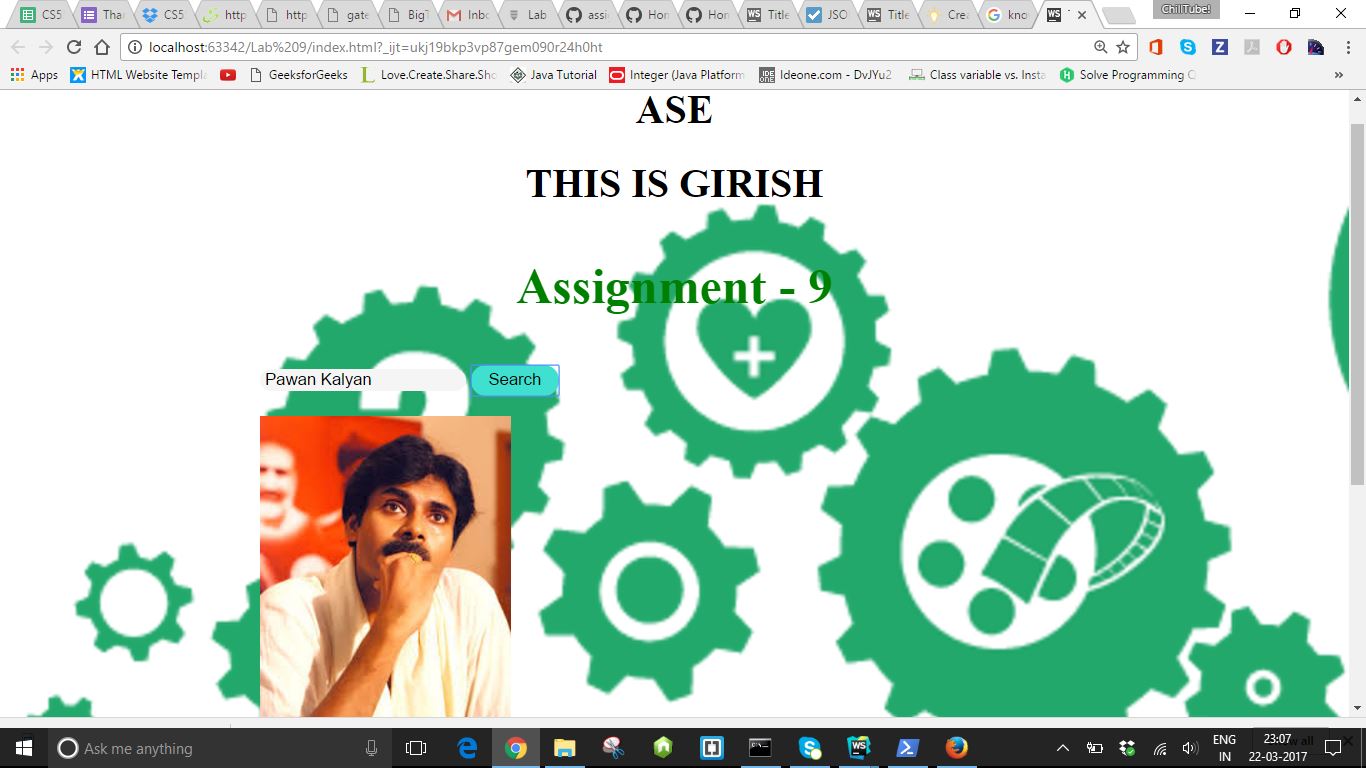 CS5
Tha
CS5
http
http
gate
BigT
Inbo
Lab
assi
Hon
Hon
Title
JSC
Title
Crea
kno
T
ChillTube!
localhost:63342/Lab%209/index.html?_ijt=ukj19bkp3vp87gem090r24h0ht
Apps
HTML Website Templa
GeeksforGeeks
Love.Create.Share.Sho
Java Tutorial
Integer (Java Platform
Ideone.com - DvJYu2
Class variable vs. Insta
Solve Programming Q
ASE
THIS IS GIRISH
Assignment - 9
Pawan Kalyan
Search
Ask me anything
ENG
IN
23:07
22-03-2017